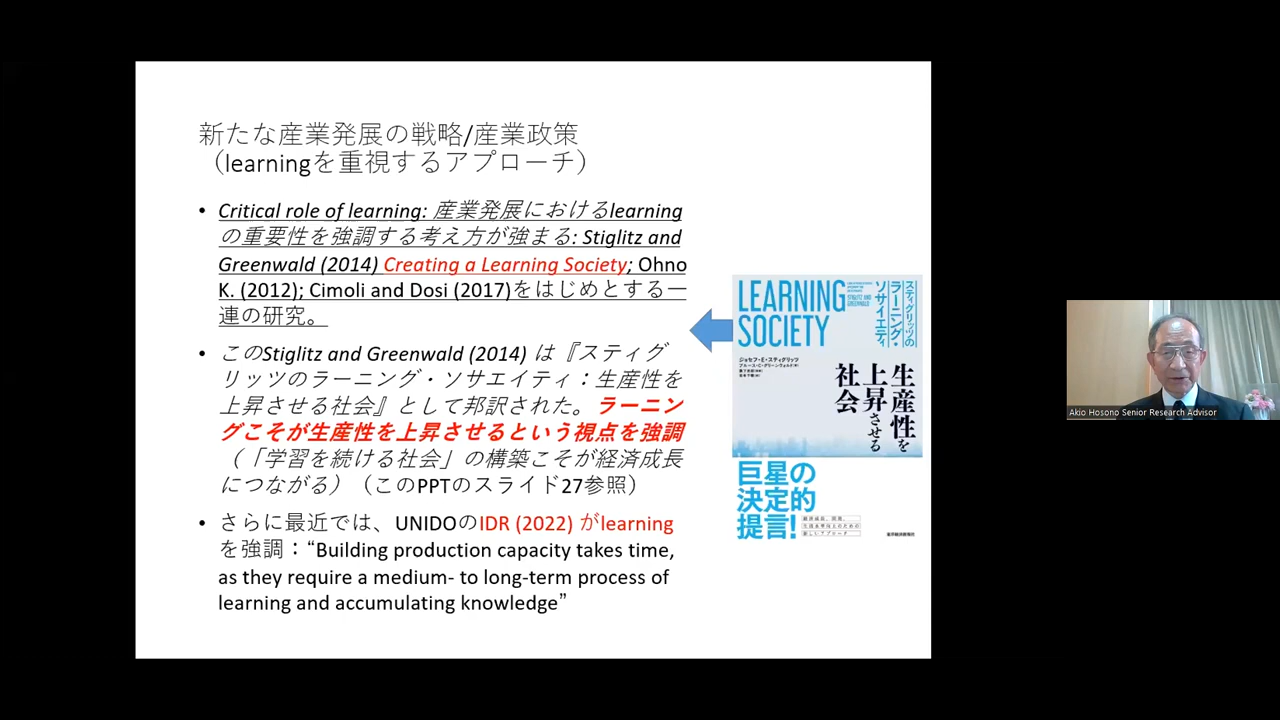 新たな産業発展の戦略/産業政策
（learningを重視するアプローチ）
• Critical role of learning: 産業発展におけるlearning
の重要性を強調する考え方が強まる: Stiglitz and
Greenwald (2014) Creating a Learning Society; Ohno
K. (2012); Cimoli and Dosi (2017)をはじめとする一
連の研究。
• このStiglitz and Greenwald (2014) は『スティグ
リッツのラーニング・ソサエイティ：生産性を
上昇させる社会』として邦訳された。ラーニン
グこそが生産性を上昇させるという視点を強調
（「学習を続ける社会」の構築こそが経済成長
につながる）（このPPTのスライド27参照）
• さらに最近では、UNIDOのIDR (2022) がlearning
を強調：“Building production capacity takes time,
as they require a medium- to long-term process of
learning and accumulating knowledge”
LEARNING
SOCIETY
STIGLITZ AND
GREENWALD
スティグリッツの
ラーニング・
ソサイエティ
ジョセフ・E・スティグリッツ
ブルース・C・グリーンウォルド
生産性を
上昇させる
社会
巨星の
決定的
提言!
東洋経済新報社
Akio Hosono Senior Research Advisor